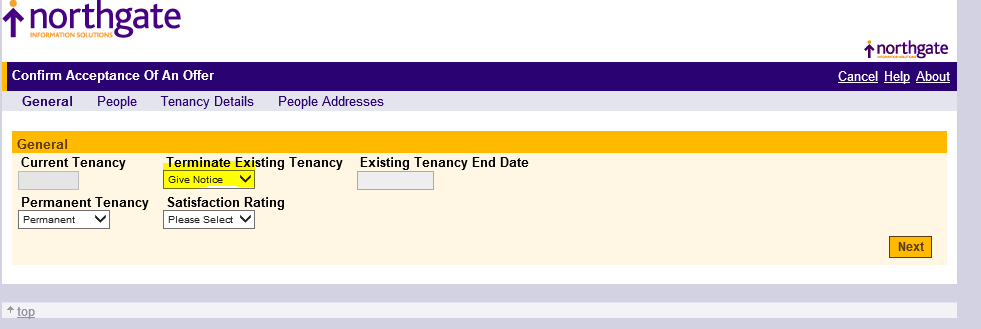 northgate
INFORMATION SOLUTIONS
northgate
INFORMATION SOLUTIONS
Confirm Acceptance Of An Offer Cancel Help About
General People Tenancy Details People Addresses
General
Current Tenancy Terminate Existing Tenancy Existing Tenancy End Date
Give Notice
Permanent Tenancy Satisfaction Rating
Permanent Please Select
Next
top